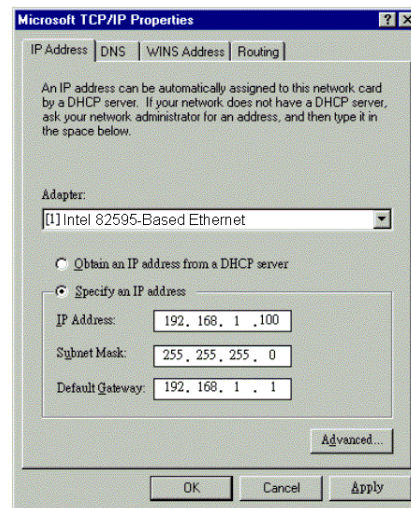 Microsoft TCP/IP Properties
IP Address DNS WINS Address Routing
An IP address can be automatically assigned to this network card
by a DHCP server. If your network does not have a DHCP server,
ask your network administrator for an address, and then type it in
the space below.
Adapter:
[1] Intel 82595-Based Ethernet
Obtain an IP address from a DHCP server
Specify an IP address
IP Address: 192. 168. 1 .100
Subnet Mask: 255. 255. 255. 0
Default Gateway: 192. 168. 1 . 1
Advanced...
OK Cancel Apply